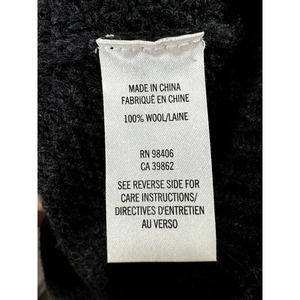 MADE IN CHINA
FABRIQUÉ EN CHINE
100% WOOL/LAINE
RN 98406
CA 39862
SEE REVERSE SIDE FOR
CARE INSTRUCTIONS/
DIRECTIVES D'ENTRETIEN
AU VERSO